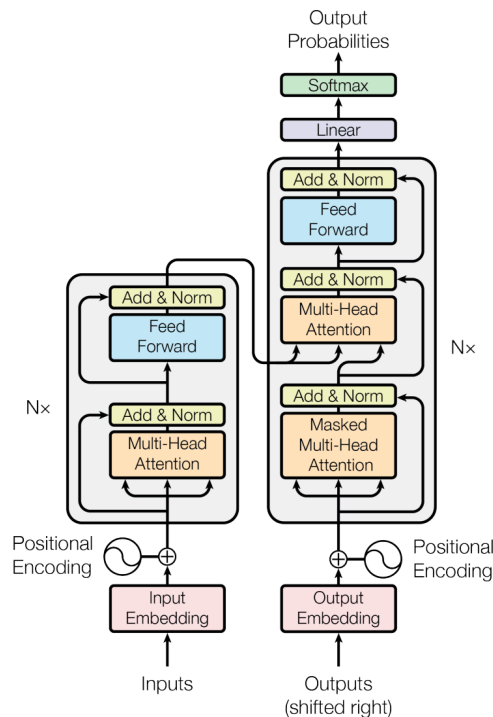 Output
Probabilities
Softmax
Linear
Add & Norm
Feed
Forward
Add & Norm
Multi-Head
Attention
Add & Norm
Masked
Multi-Head
Attention
Nx
Positional
Encoding
Output
Embedding
Outputs
(shifted right)
Add & Norm
Feed
Forward
Add & Norm
Multi-Head
Attention
Nx
Positional
Encoding
Input
Embedding
Inputs